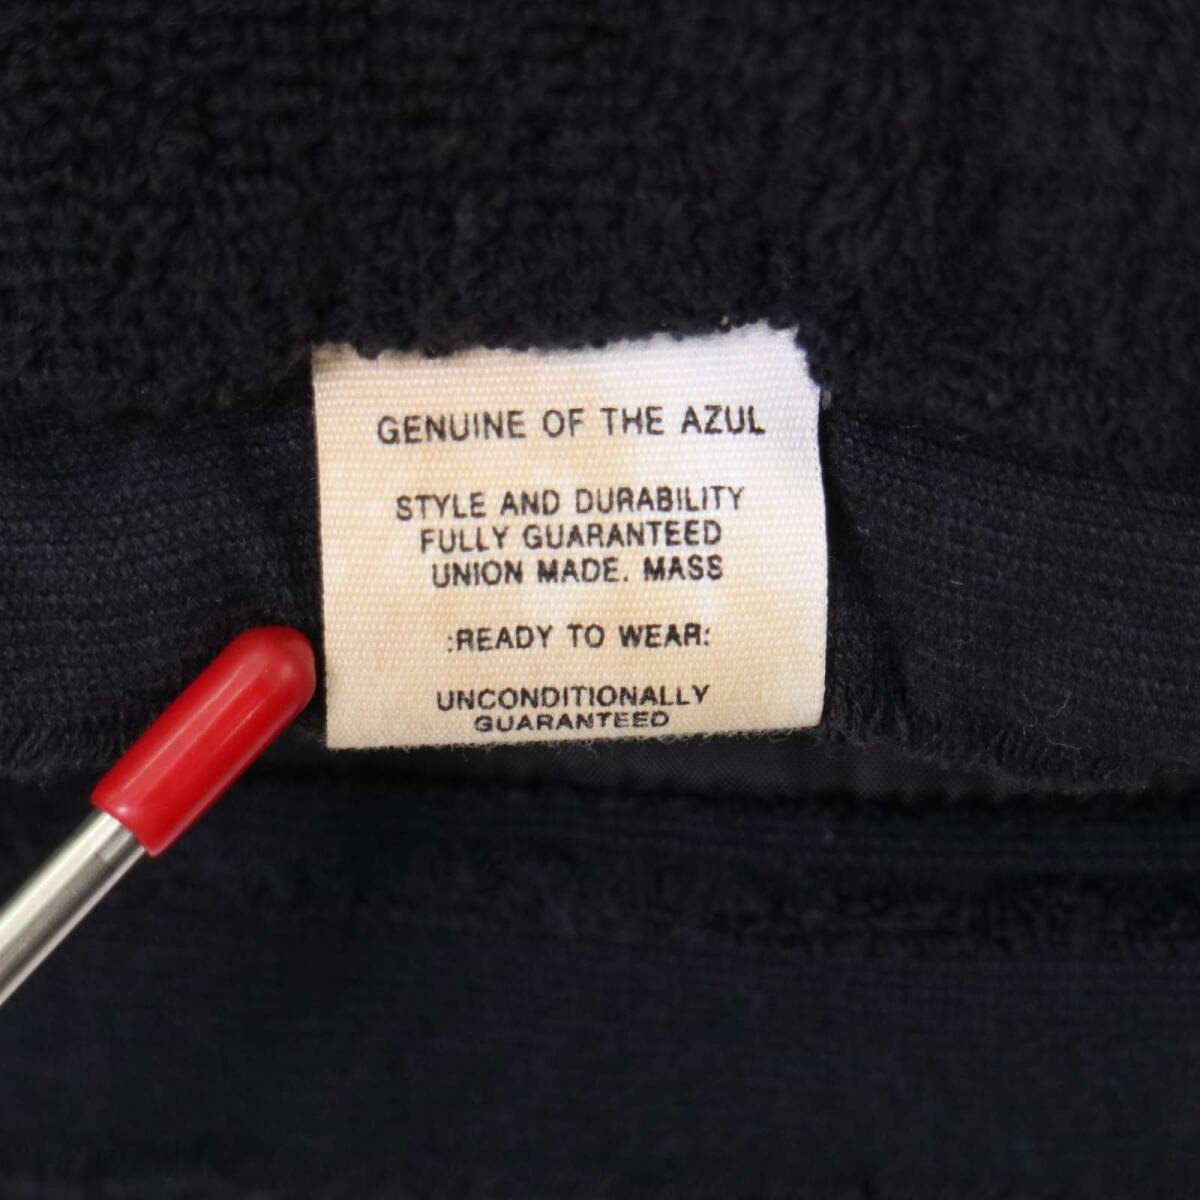 GENUINE OF THE AZUL
STYLE AND DURABILITY
FULLY GUARANTEED
UNION MADE. MASS
:READY TO WEAR:
UNCONDITIONALLY
GUARANTEED